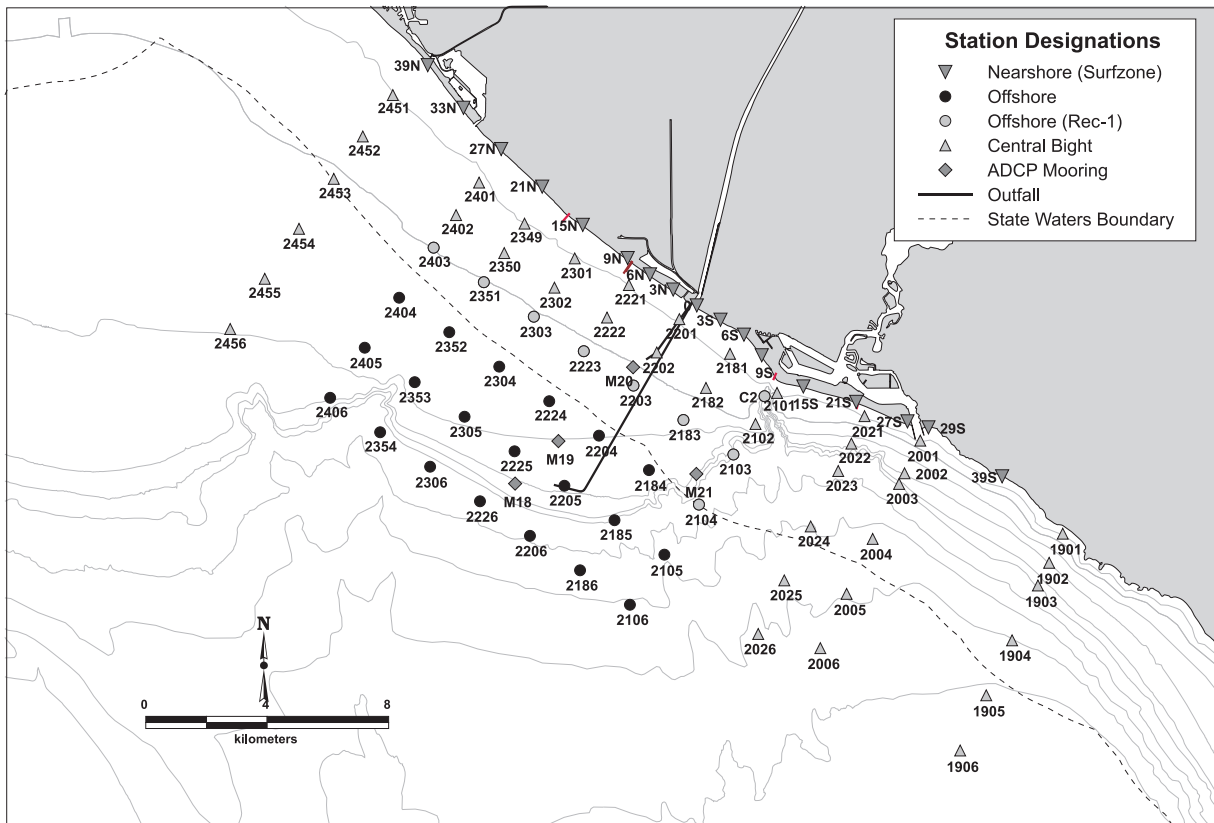 Station Designations
Nearshore (Surfzone)
Offshore
Offshore (Rec-1)
Central Bight
ADCP Mooring
Outfall
State Waters Boundary
39N
2451
33N
2452
27N
2453
2401
21N
2402
15N
2454
2349
2403
2350
9N
2301
6N
2455
2351
2302
3N
2221
2404
2303
2222
2201
3S
2456
2352
6S
2405
2223
2202
2181
9S
2304
M20
2353
2203
2182
C2
2101
15S
21S
2406
2224
2305
2183
2021
27S
29S
2354
2204
2102
M19
2001
2225
2022
2306
2184
2103
2002
39S
M18
2205
M21
2023
2003
2226
2104
2185
2206
2024
2004
1901
2105
1902
2186
2025
1903
2005
2106
2026
2006
1904
1905
1906
N
0 4 8
kilometers